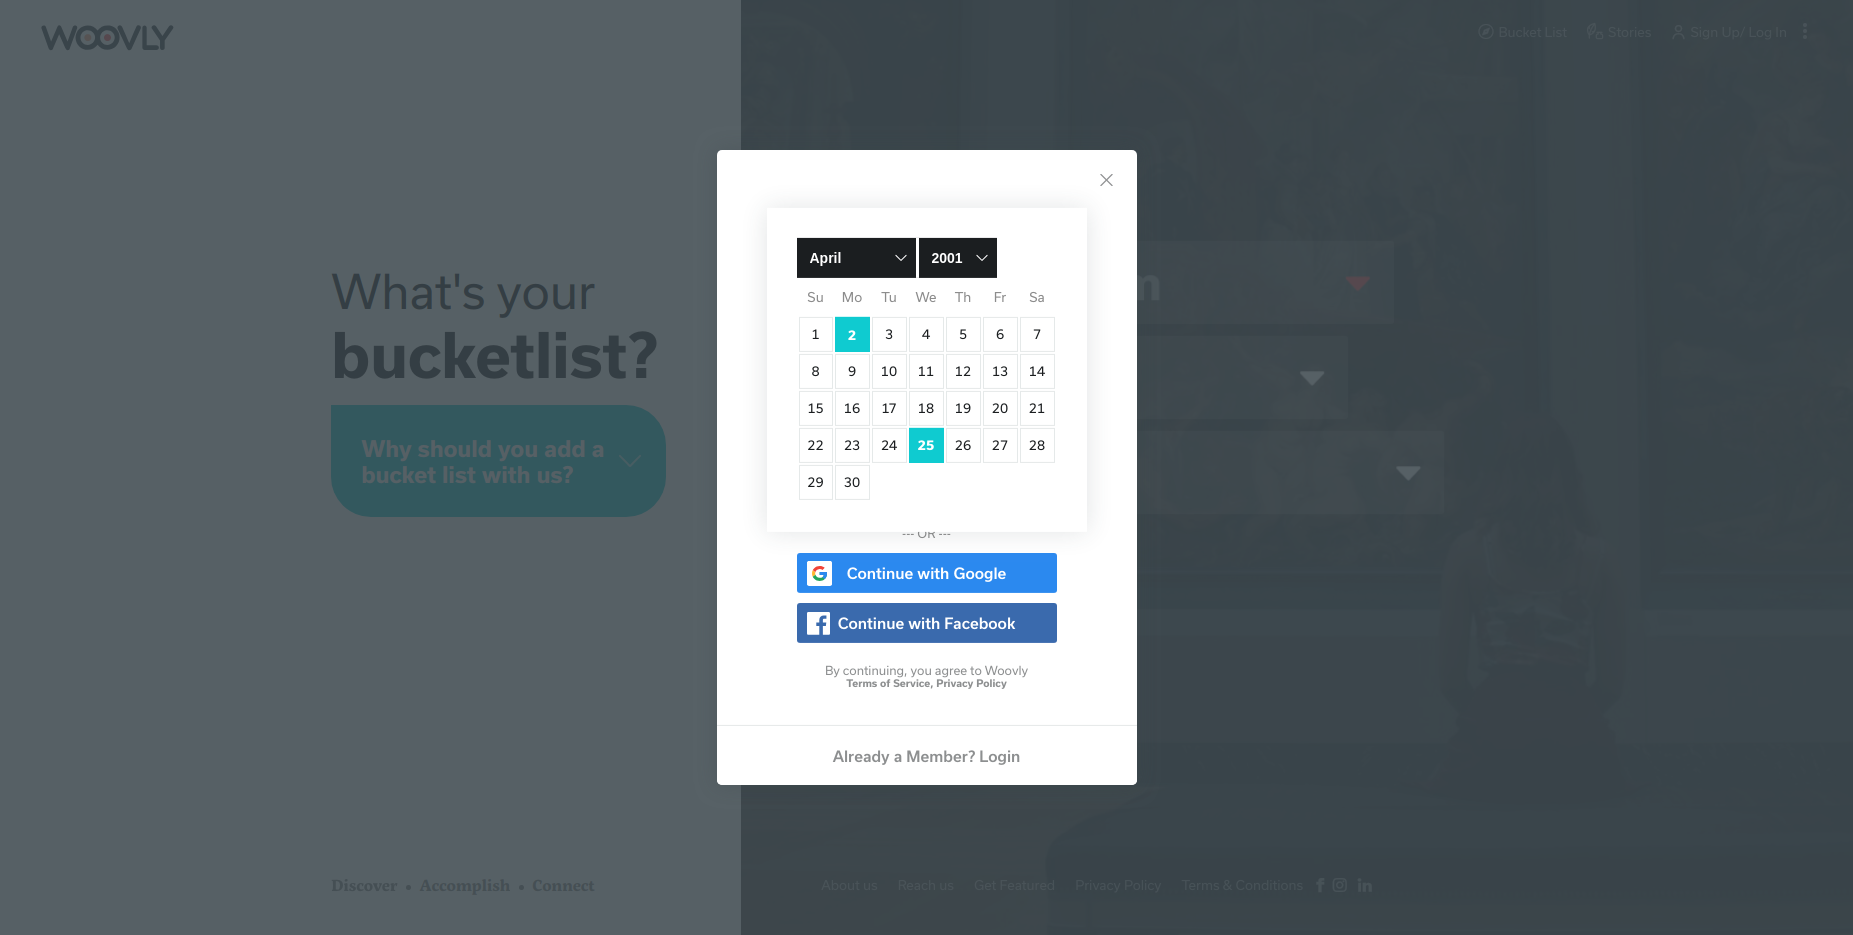 WOOVLY
Bucket List
Stories
Sign Up/ Log In
What's your
bucketlist?
Why should you add a
bucket list with us?
April
2001
Su Mo Tu We Th Fr Sa
1 2 3 4 5 6 7
8 9 10 11 12 13 14
15 16 17 18 19 20 21
22 23 24 25 26 27 28
29 30
--- OR ---
Continue with Google
Continue with Facebook
By continuing, you agree to Woovly
Terms of Service, Privacy Policy
Already a Member? Login
Discover • Accomplish • Connect
About us
Reach us
Get Featured
Privacy Policy
Terms & Conditions